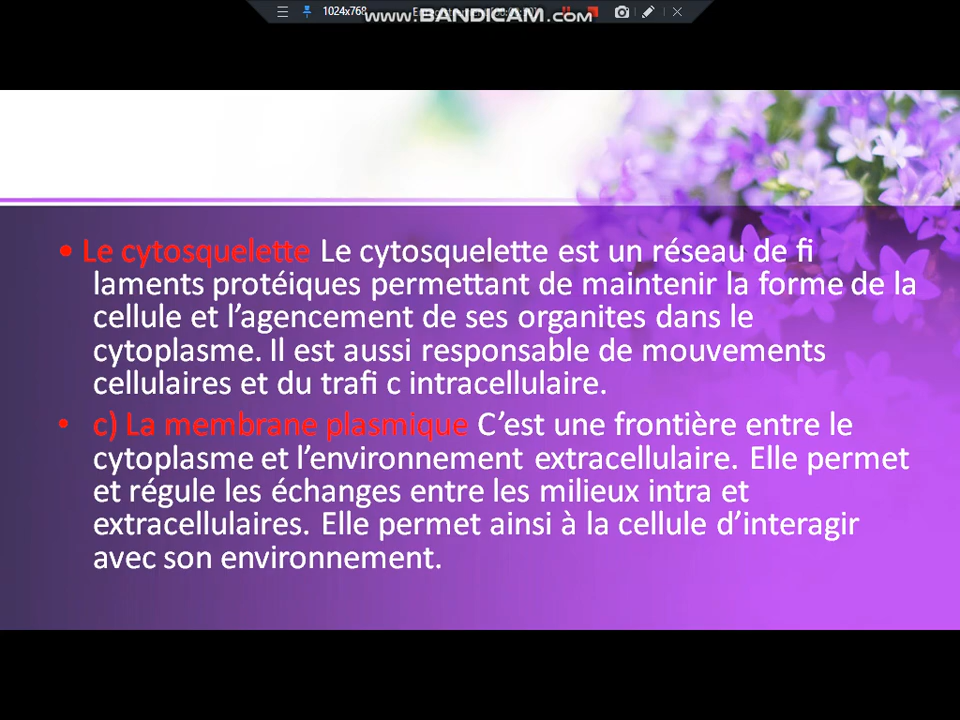 1024x768
www.BANDICAM.com
• Le cytosquelette Le cytosquelette est un réseau de fi
laments protéiques permettant de maintenir la forme de la
cellule et l’agencement de ses organites dans le
cytoplasme. Il est aussi responsable de mouvements
cellulaires et du trafi c intracellulaire.
• c) La membrane plasmique C’est une frontière entre le
cytoplasme et l’environnement extracellulaire. Elle permet
et régule les échanges entre les milieux intra et
extracellulaires. Elle permet ainsi à la cellule d’interagir
avec son environnement.